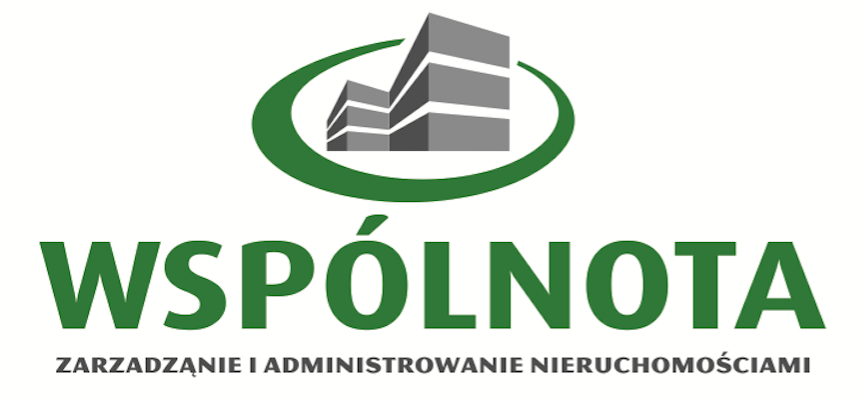 WSPÓLNOTA
ZARZADZĄNIE I ADMINISTROWANIE NIERUCHOMOŚCIAMI